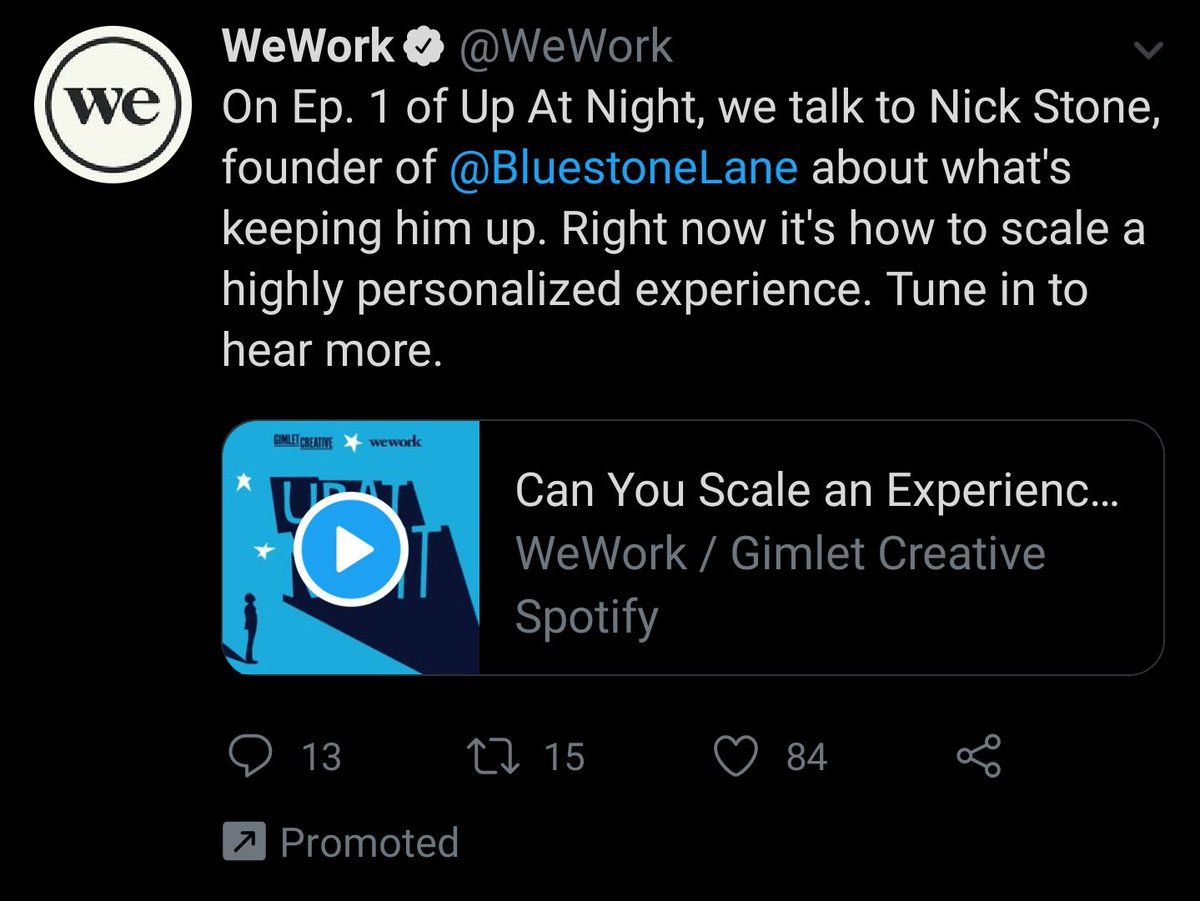 we
WeWork @WeWork
On Ep. 1 of Up At Night, we talk to Nick Stone,
founder of @BluestoneLane about what's
keeping him up. Right now it's how to scale a
highly personalized experience. Tune in to
hear more.
GIMLET CREATIVE wework
UP AT
Can You Scale an Experienc...
WeWork / Gimlet Creative
Spotify
13 15 84
Promoted